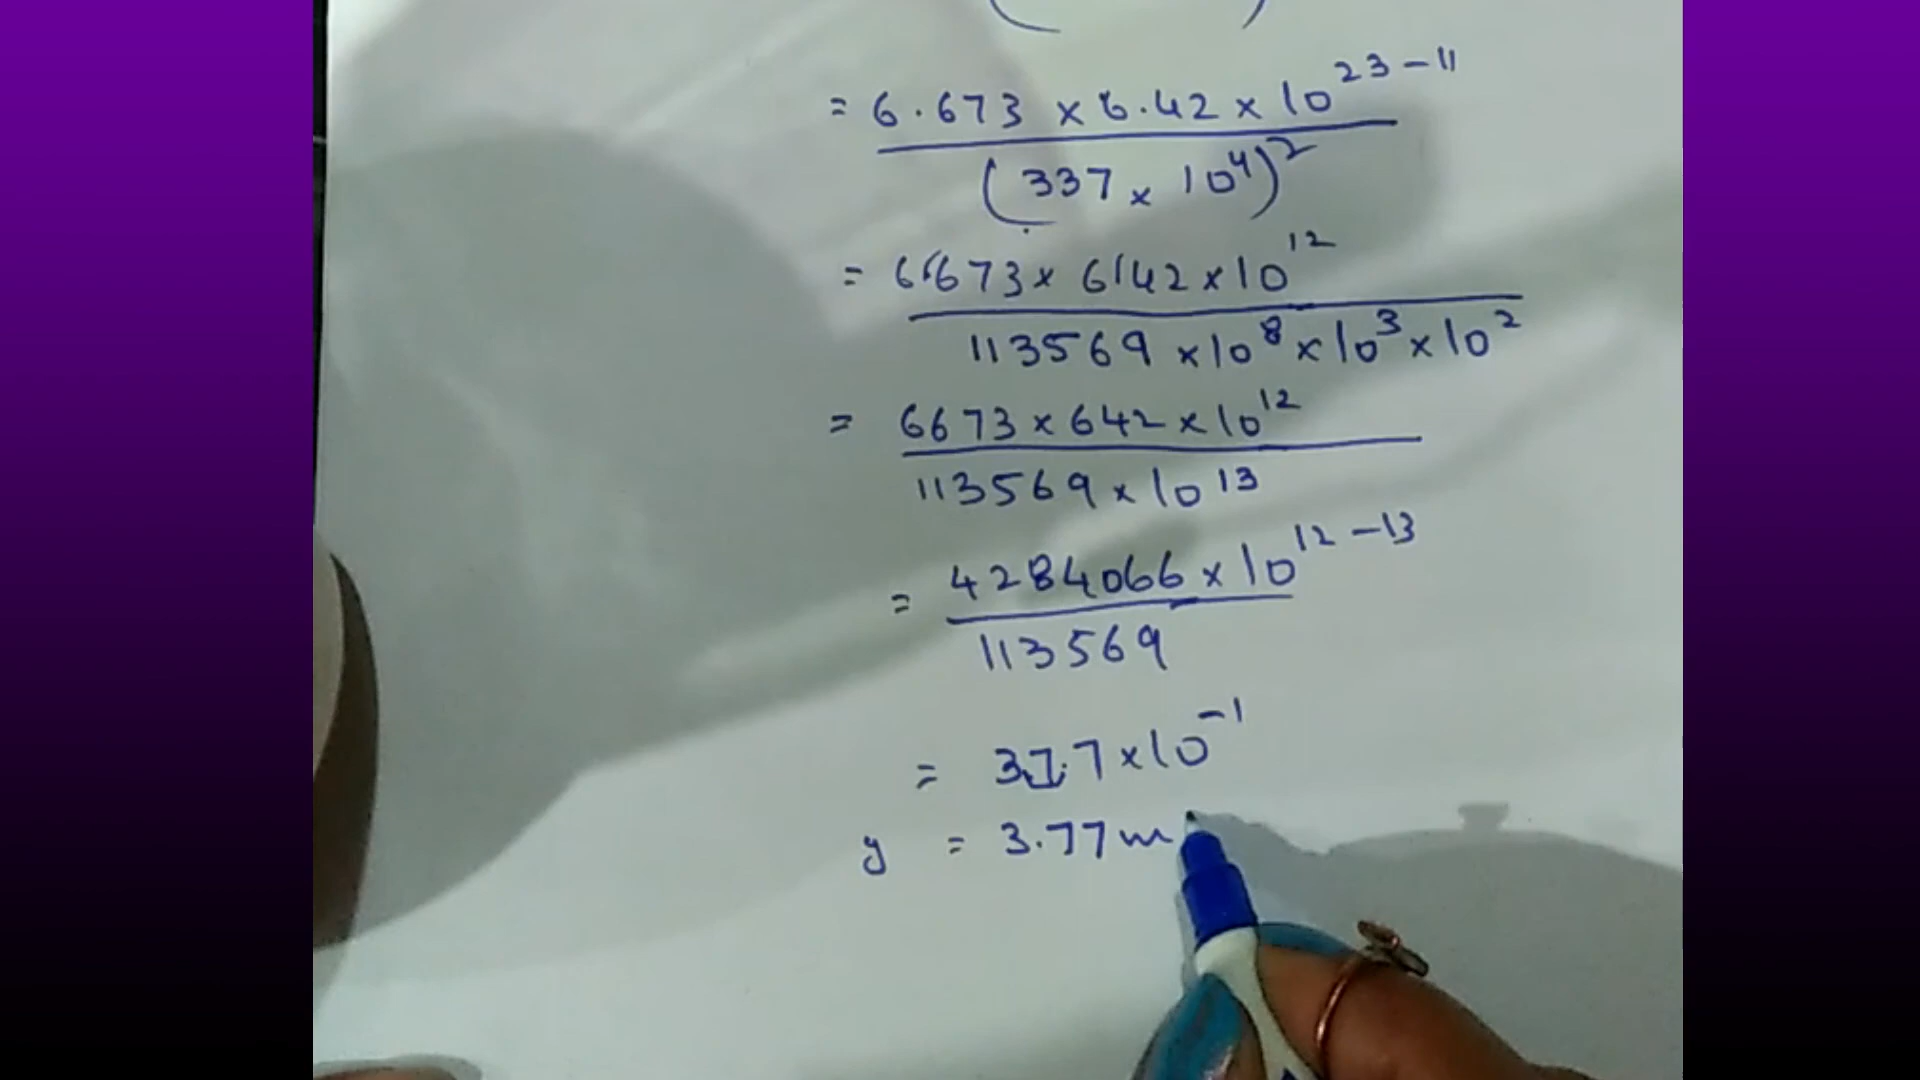 = 6.673 × 6.42 × 10^23-11
(337 × 10^4)^2
= 6673 × 642 × 10^12
113569 × 10^8 × 10^3 × 10^2
= 6673 × 642 × 10^12
113569 × 10^13
= 4284066 × 10^12-13
113569
= 37.7 × 10^-1
y = 3.77 m